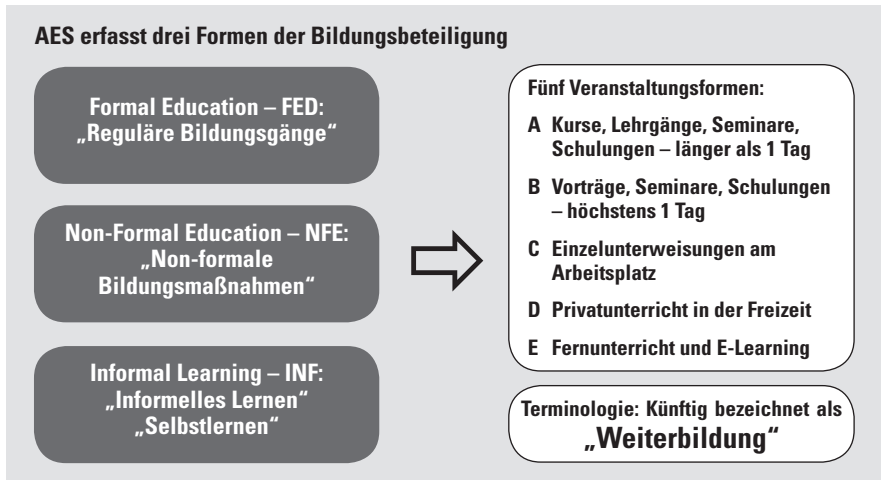 AES erfasst drei Formen der Bildungsbeteiligung
Formal Education – FED:
„Reguläre Bildungsgänge“
Non-Formal Education – NFE:
„Non-formale
Bildungsmaßnahmen“
Informal Learning – INF:
„Informelles Lernen“
„Selbstlernen“
Fünf Veranstaltungsformen:
A Kurse, Lehrgänge, Seminare,
Schulungen – länger als 1 Tag
B Vorträge, Seminare, Schulungen
– höchstens 1 Tag
C Einzelunterweisungen am
Arbeitsplatz
D Privatunterricht in der Freizeit
E Fernunterricht und E-Learning
Terminologie: Künftig bezeichnet als
„Weiterbildung“